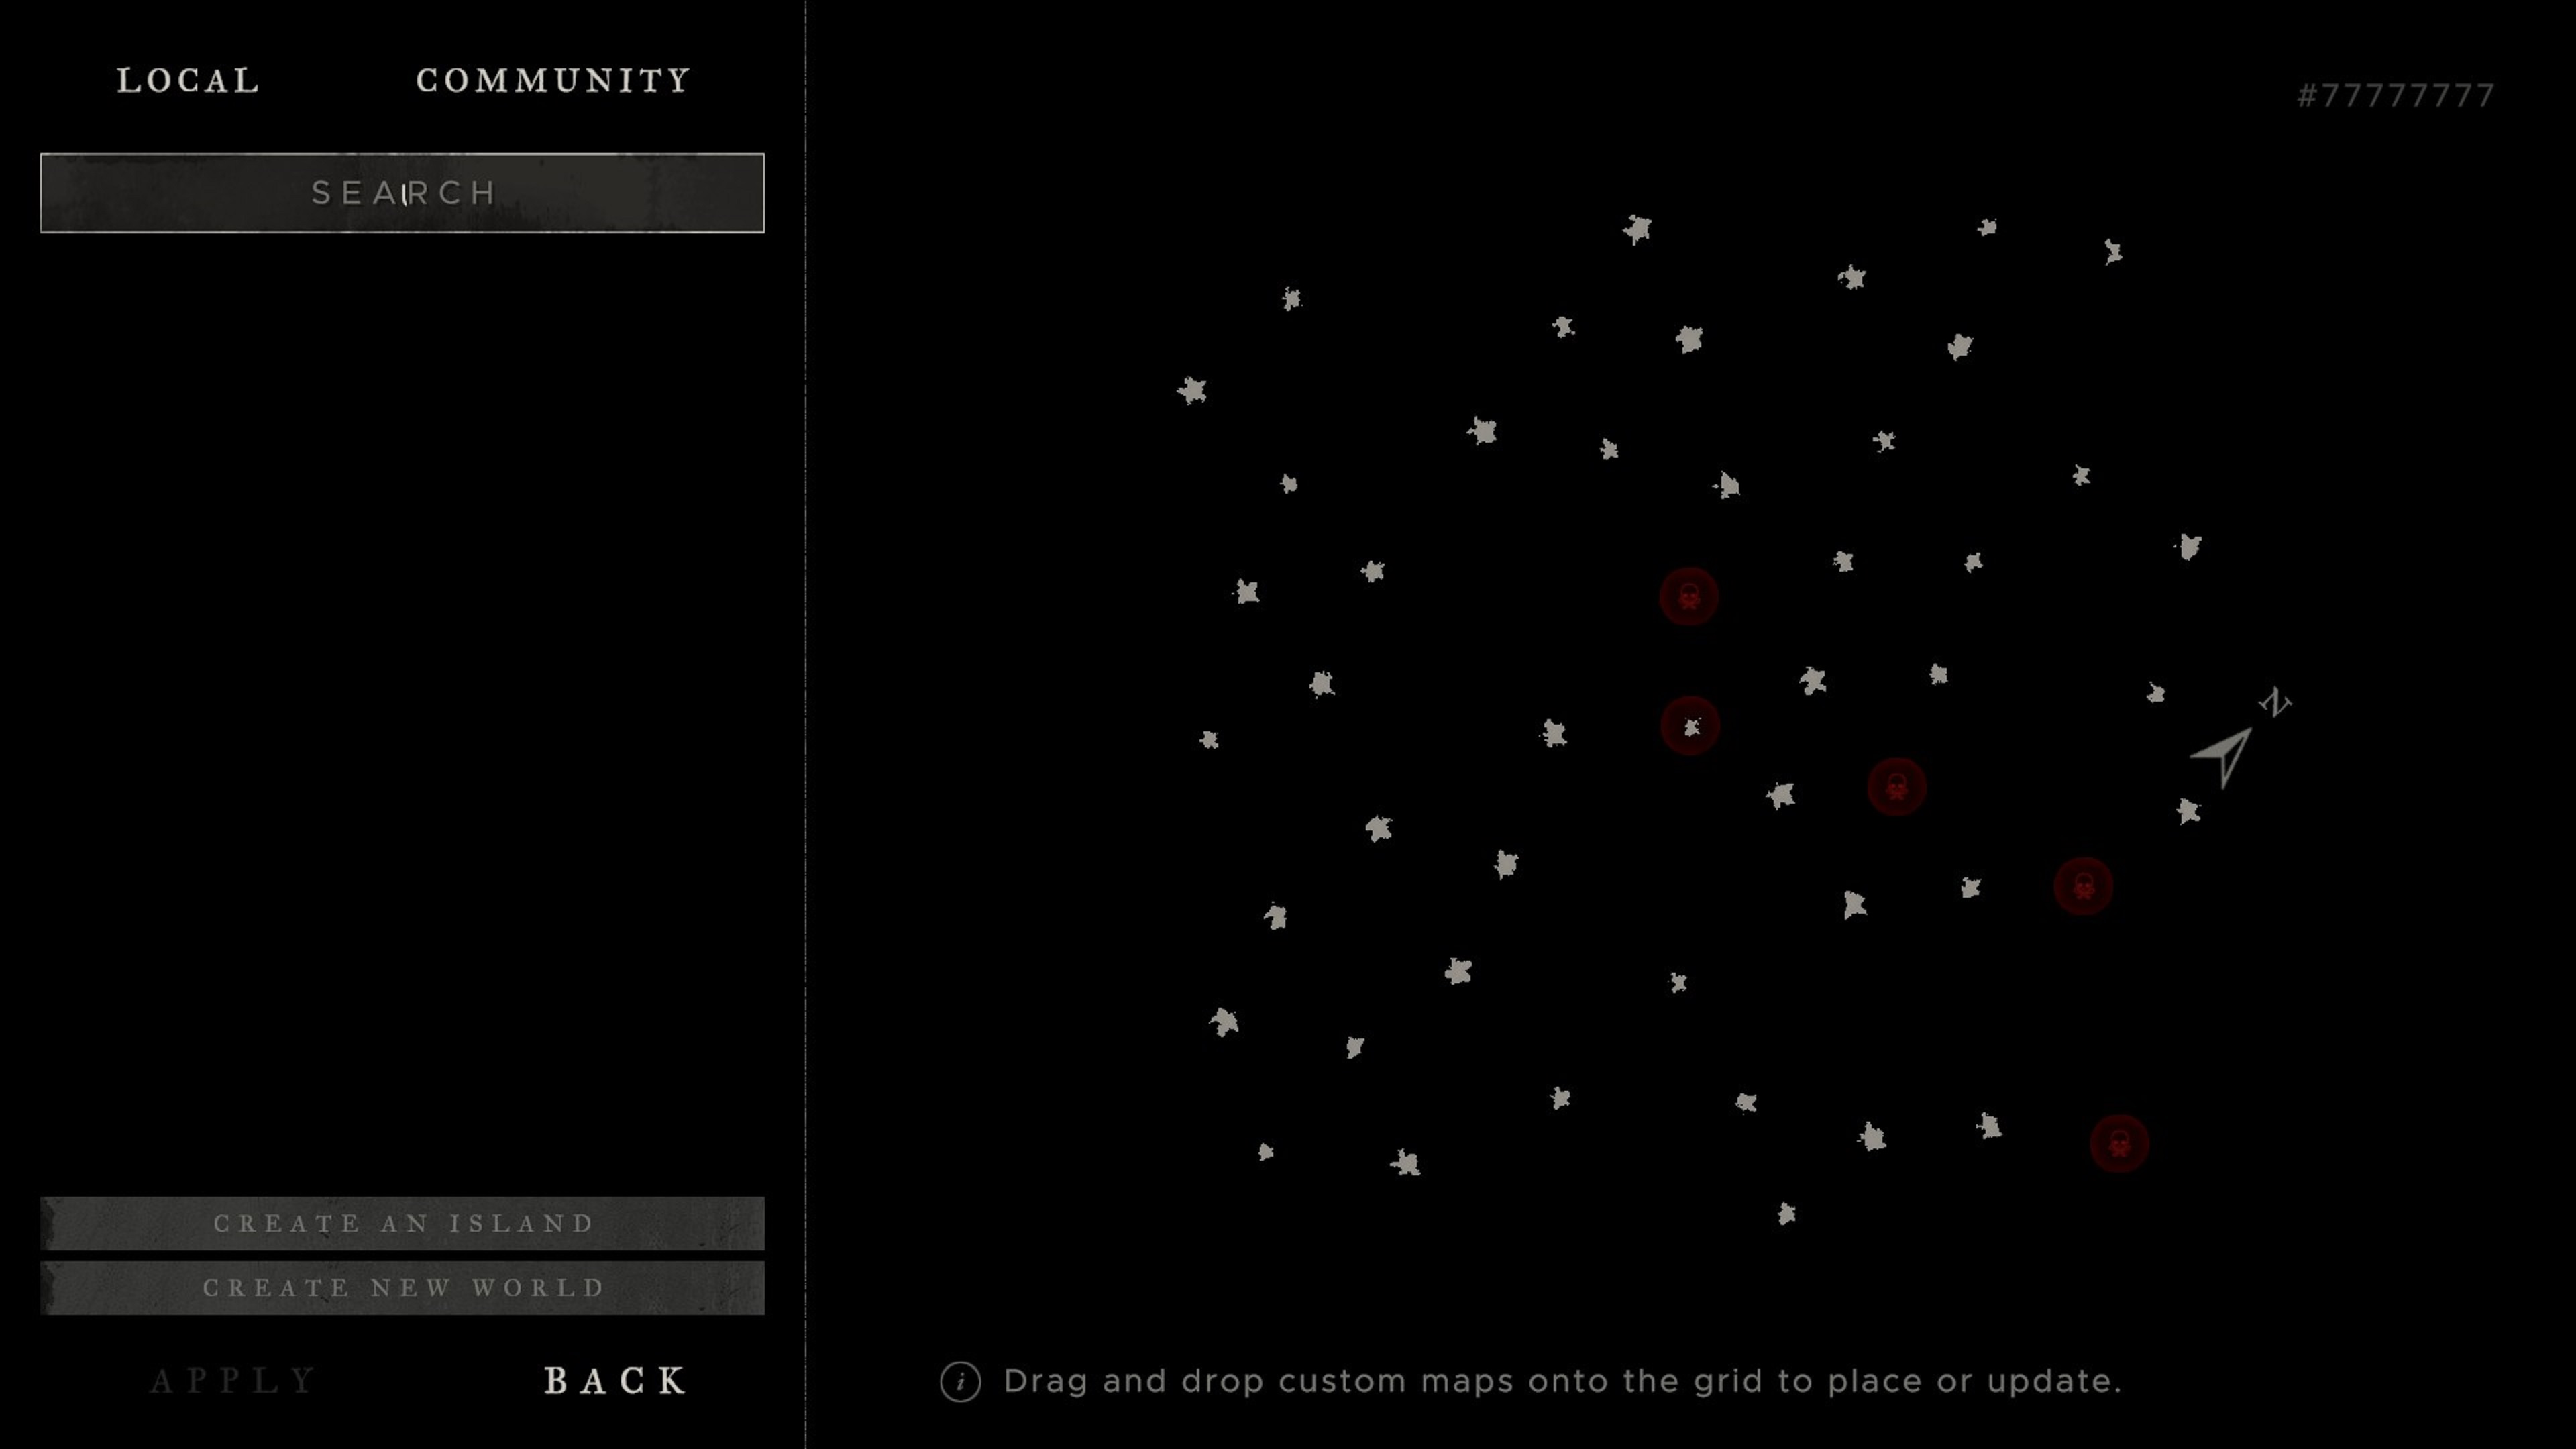 LOCAL
COMMUNITY
#77777777
SEARCH
N
CREATE AN ISLAND
CREATE NEW WORLD
APPLY
BACK
i Drag and drop custom maps onto the grid to place or update.